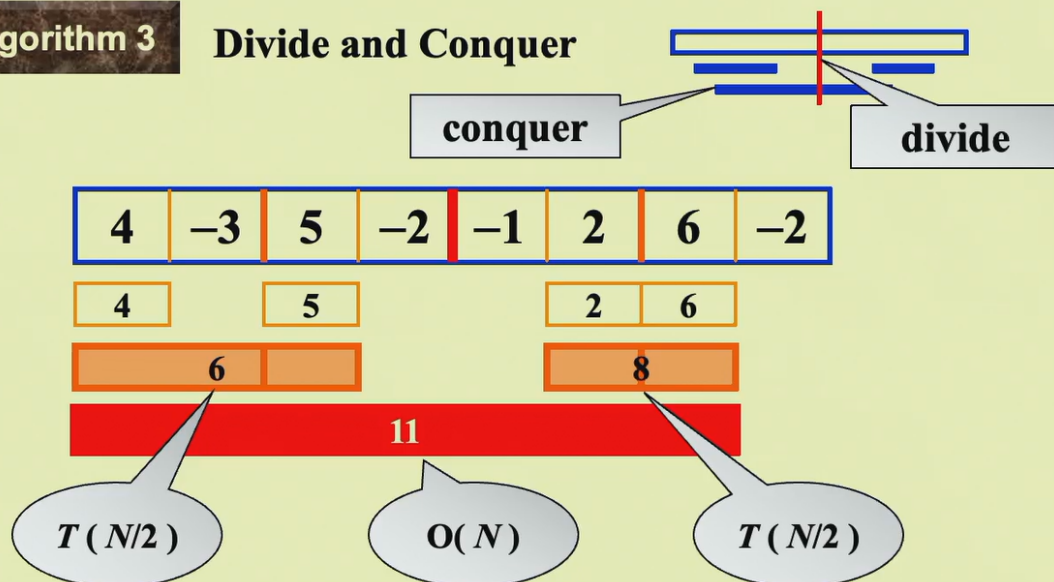 gorithm 3
Divide and Conquer
conquer
divide
4 –3 5 –2 –1 2 6 –2
4 5 2 6
6 8
11
T ( N/2 ) O( N ) T ( N/2 )